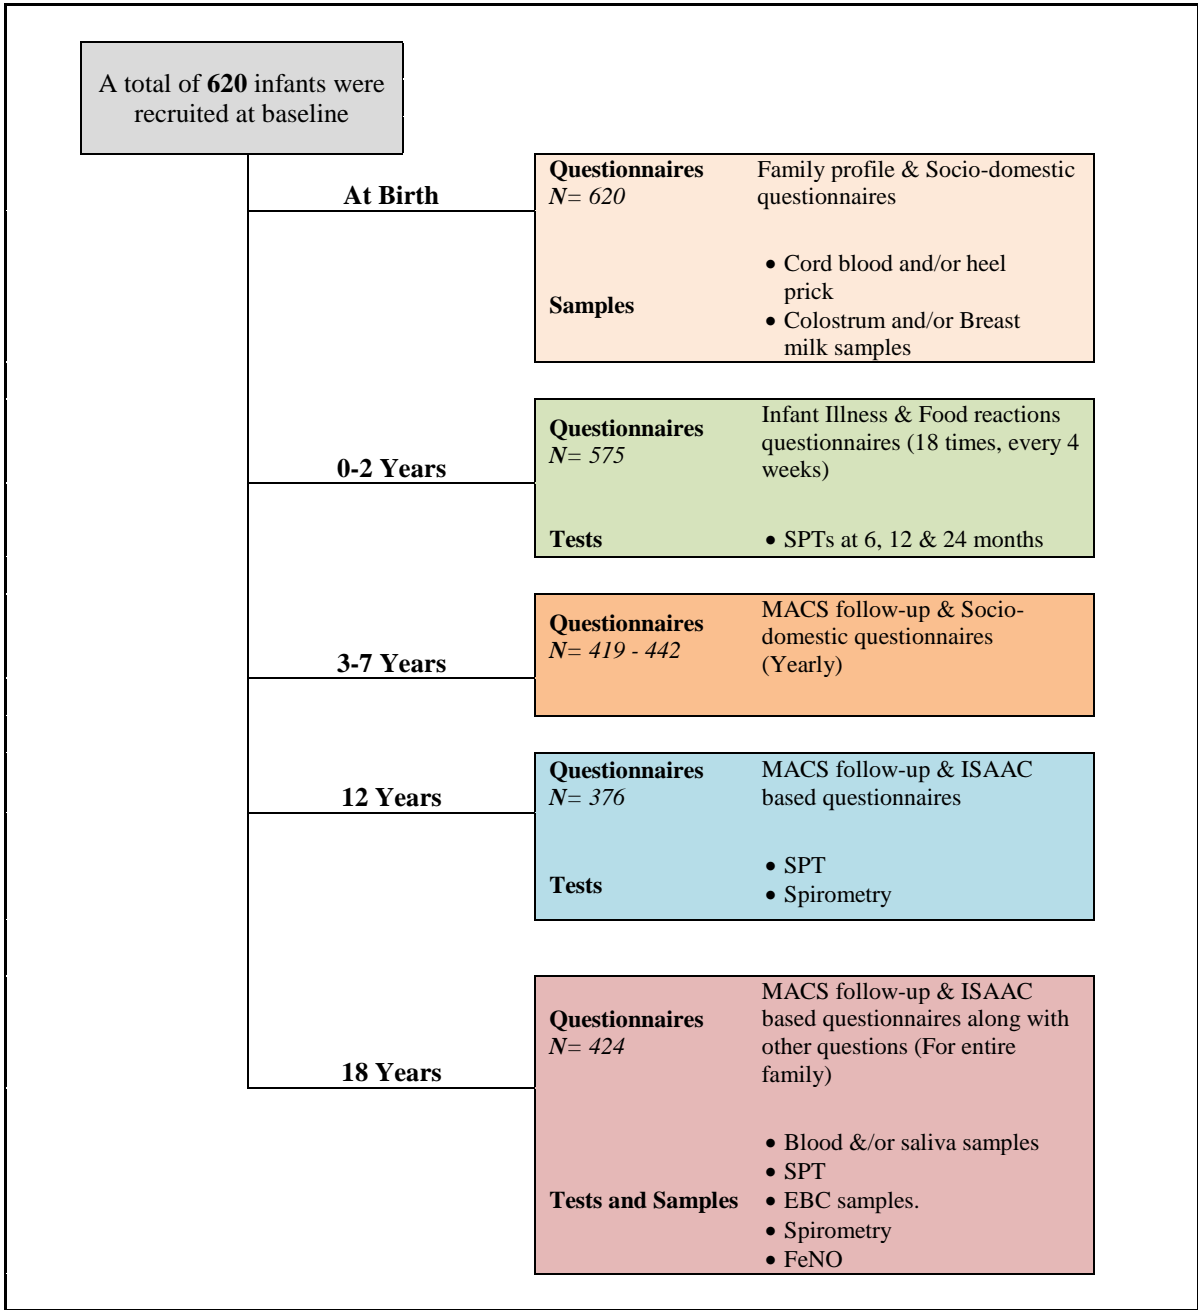 A total of 620 infants were
recruited at baseline
At Birth
Questionnaires
N= 620
Family profile & Socio-domestic
questionnaires
Samples
• Cord blood and/or heel
prick
• Colostrum and/or Breast
milk samples
0-2 Years
Questionnaires
N= 575
Infant Illness & Food reactions
questionnaires (18 times, every 4
weeks)
Tests
• SPTs at 6, 12 & 24 months
3-7 Years
Questionnaires
N= 419 - 442
MACS follow-up & Socio-
domestic questionnaires
(Yearly)
12 Years
Questionnaires
N= 376
MACS follow-up & ISAAC
based questionnaires
Tests
• SPT
• Spirometry
18 Years
Questionnaires
N= 424
MACS follow-up & ISAAC
based questionnaires along with
other questions (For entire
family)
Tests and Samples
• Blood &/or saliva samples
• SPT
• EBC samples.
• Spirometry
• FeNO